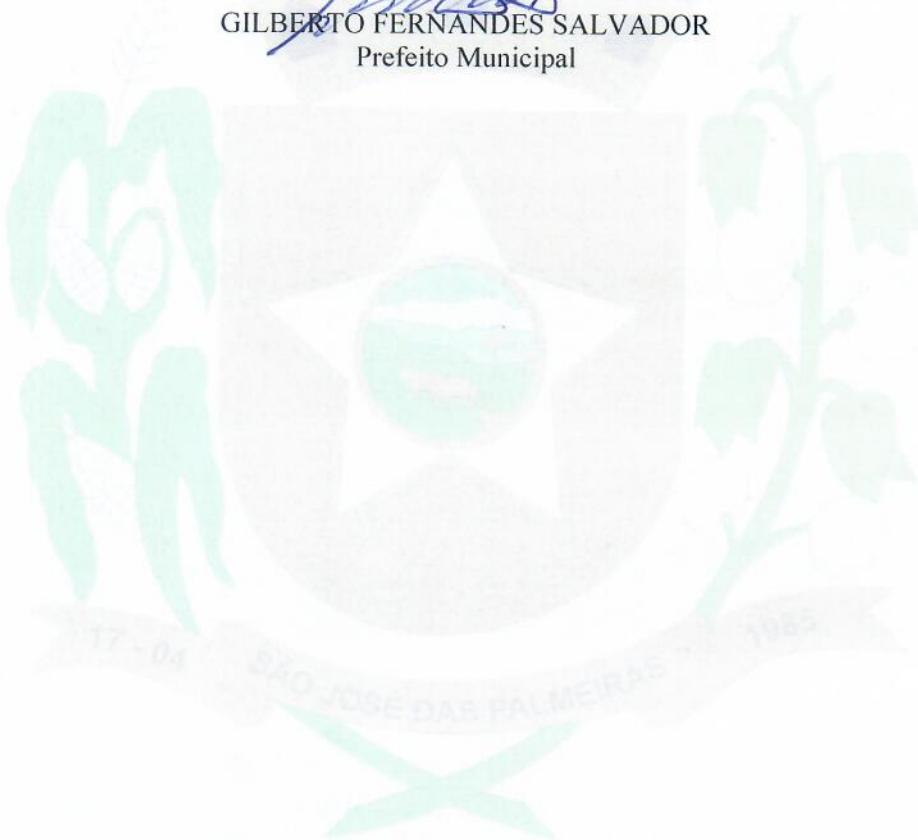 GILBERTO FERNANDES SALVADOR
Prefeito Municipal
17 - 04 SÃO JOSÉ DAS PALMEIRAS - 1985